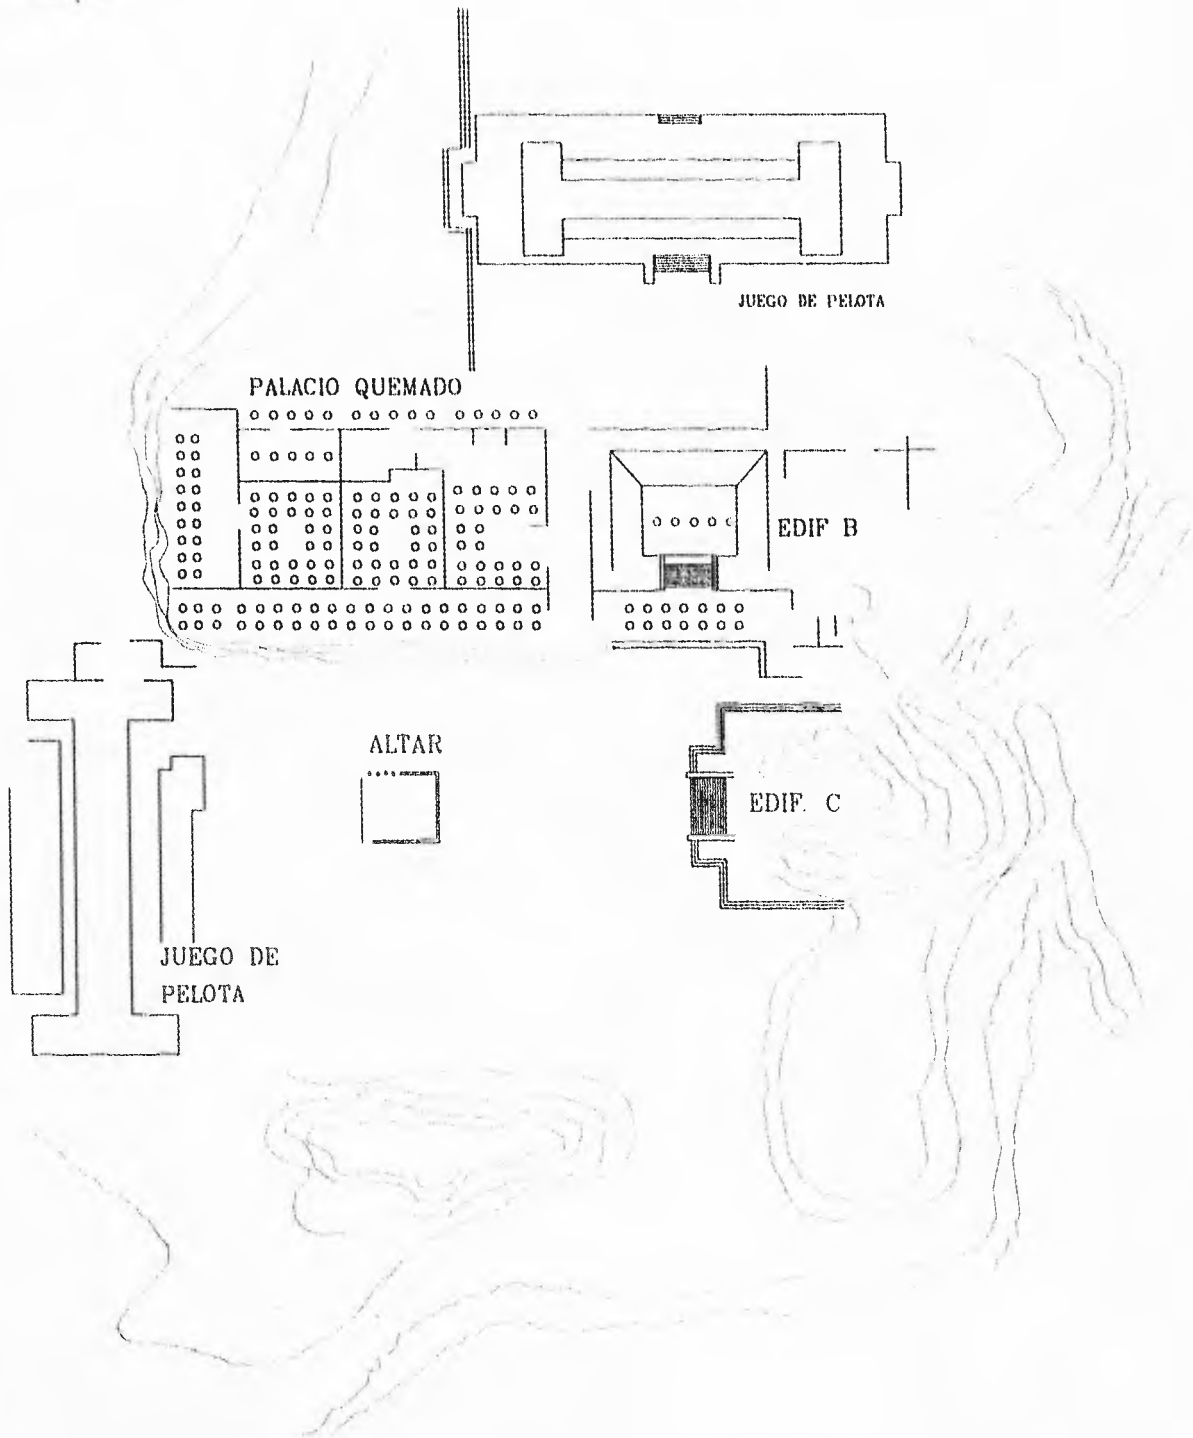 JUEGO DE PELOTA
PALACIO QUEMADO
EDIF B
ALTAR
EDIF. C
JUEGO DE
PELOTA